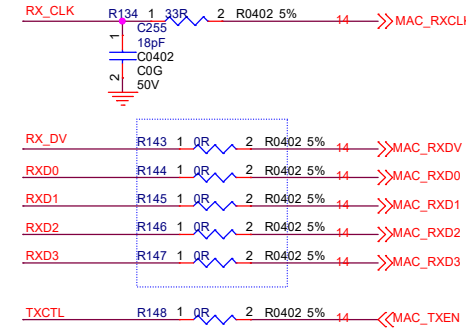 RX_CLK R134 1 33R 2 R0402 5% 14 MAC_RXCLK
C255
1 18pF
C0402
2 C0G
50V
RX_DV R143 1 0R 2 R0402 5% 14 MAC_RXDV
RXD0 R144 1 0R 2 R0402 5% 14 MAC_RXD0
RXD1 R145 1 0R 2 R0402 5% 14 MAC_RXD1
RXD2 R146 1 0R 2 R0402 5% 14 MAC_RXD2
RXD3 R147 1 0R 2 R0402 5% 14 MAC_RXD3
TXCTL R148 1 0R 2 R0402 5% 14 MAC_TXEN